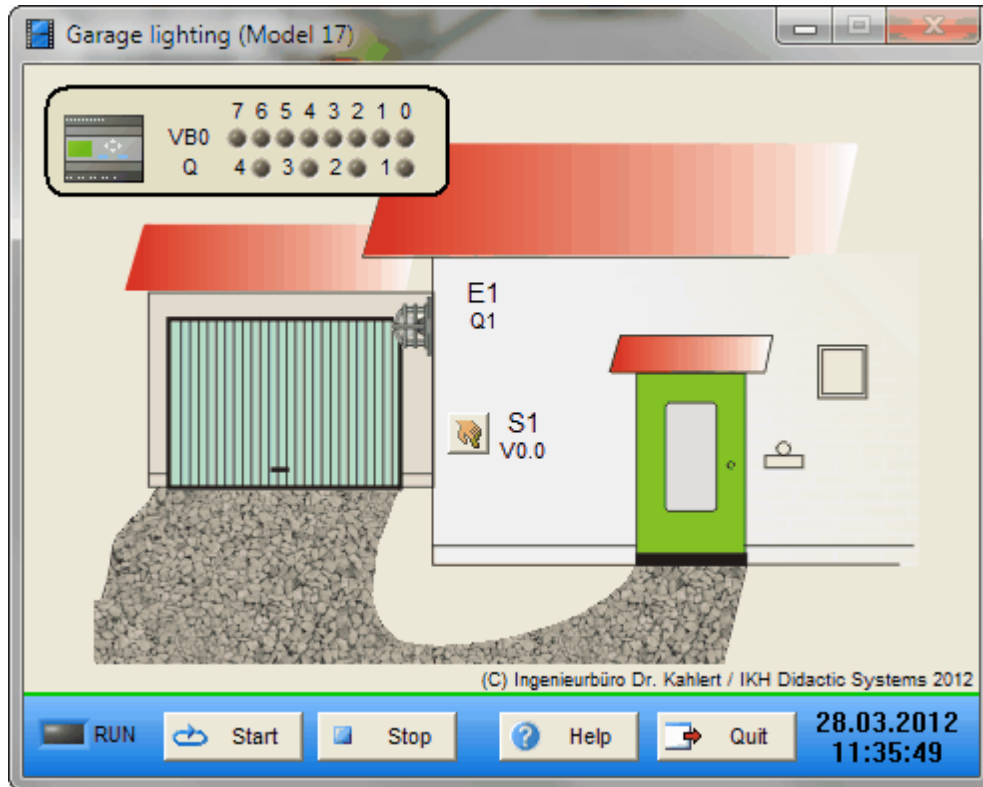 Garage lighting (Model 17)
7 6 5 4 3 2 1 0
VB0
Q 4 3 2 1
E1
Q1
S1
V0.0
(C) Ingenieurbüro Dr. Kahlert / IKH Didactic Systems 2012
RUN Start Stop Help Quit
28.03.2012
11:35:49